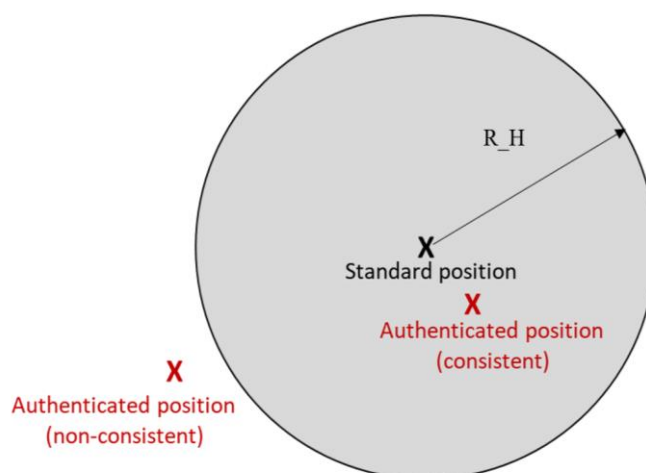 R_H
X
Standard position
X
Authenticated position
(consistent)
X
Authenticated position
(non-consistent)